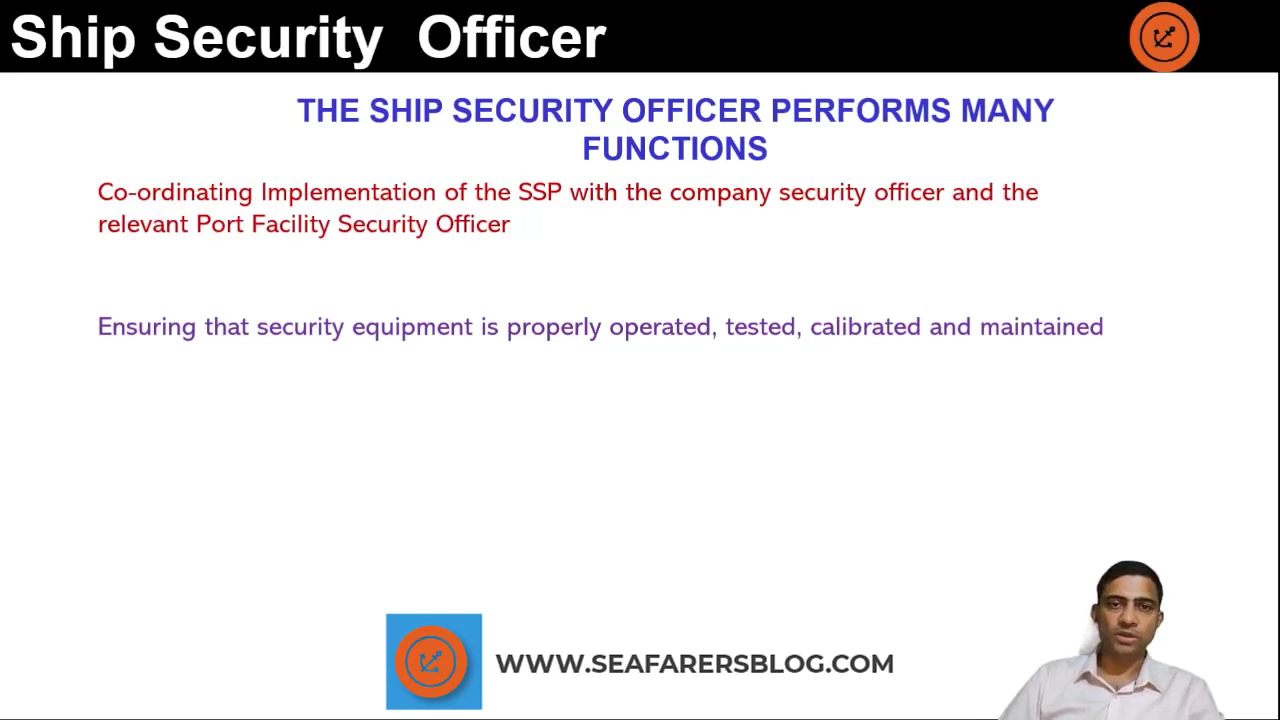 Ship Security  Officer
THE SHIP SECURITY OFFICER PERFORMS MANY
FUNCTIONS
Co-ordinating Implementation of the SSP with the company security officer and the
relevant Port Facility Security Officer
Ensuring that security equipment is properly operated, tested, calibrated and maintained
WWW.SEAFARERSBLOG.COM